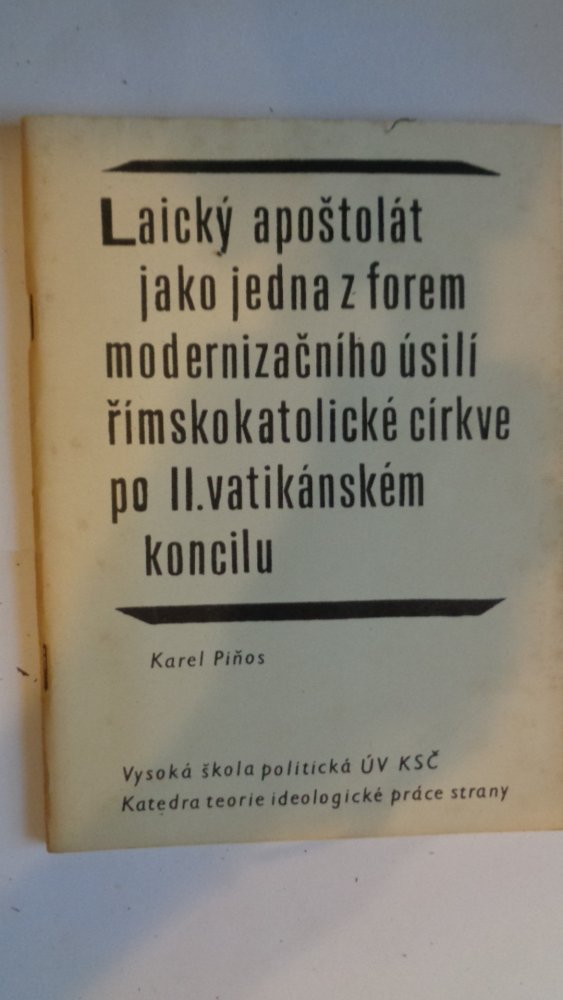 Laický apoštolát
jako jedna z forem
modernizačního úsilí
římskokatolické církve
po II. vatikánském
koncilu
Karel Piňos
Vysoká škola politická ÚV KSČ
Katedra teorie ideologické práce strany